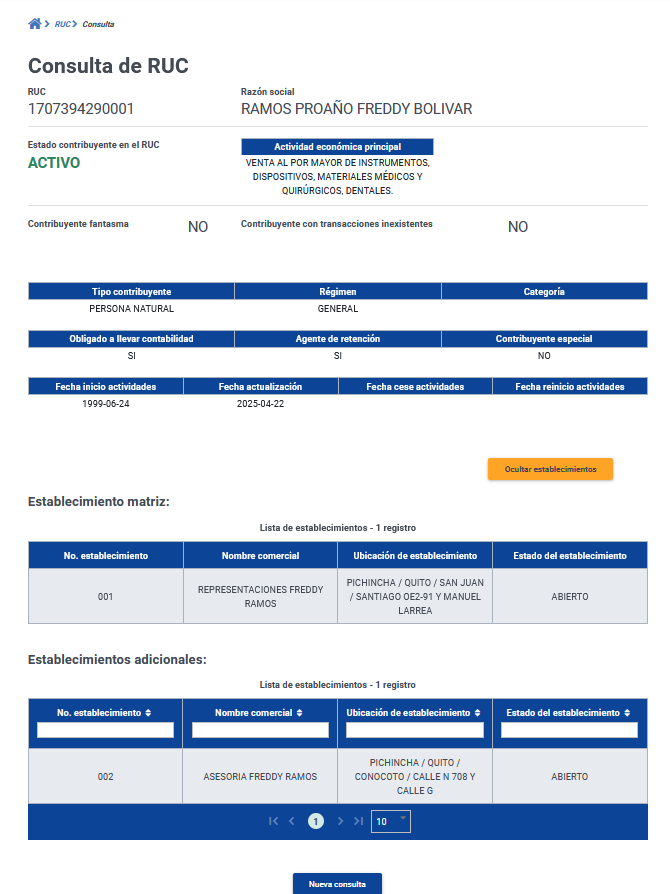 RUC Consulta
Consulta de RUC
RUC Razón social
1707394290001 RAMOS PROAÑO FREDDY BOLIVAR
Estado contribuyente en el RUC Actividad económica principal
ACTIVO
VENTA AL POR MAYOR DE INSTRUMENTOS,
DISPOSITIVOS, MATERIALES MÉDICOS Y
QUIRÚRGICOS, DENTALES.
Contribuyente fantasma NO Contribuyente con transacciones inexistentes NO
Tipo contribuyente Régimen Categoría
PERSONA NATURAL GENERAL
Obligado a llevar contabilidad Agente de retención Contribuyente especial
SI SI NO
Fecha inicio actividades Fecha actualización Fecha cese actividades Fecha reinicio actividades
1999-06-24 2025-04-22
Ocultar establecimientos
Establecimiento matriz:
Lista de establecimientos - 1 registro
No. establecimiento Nombre comercial Ubicación de establecimiento Estado del establecimiento
001
REPRESENTACIONES FREDDY
RAMOS
PICHINCHA / QUITO / SAN JUAN
/ SANTIAGO OE2-91 Y MANUEL
LARREA
ABIERTO
Establecimientos adicionales:
Lista de establecimientos - 1 registro
No. establecimiento Nombre comercial Ubicación de establecimiento Estado del establecimiento
002
ASESORIA FREDDY RAMOS
PICHINCHA / QUITO /
CONOCOTO / CALLE N 708 Y
CALLE G
ABIERTO
1 10
Nueva consulta